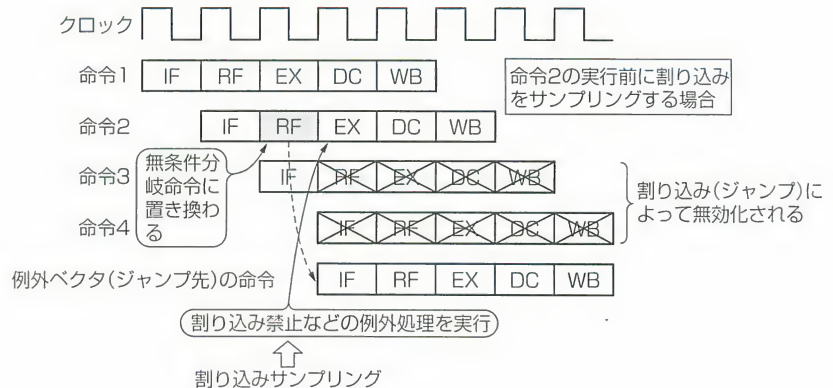 クロック
命令1 IF RF EX DC WB
命令2の実行前に割り込み
をサンプリングする場合
命令2 IF RF EX DC WB
無条件分
岐命令に
置き換わ
る
命令3 IF RF EX DC WB
命令4 IF RF EX DC WB
割り込み(ジャンプ)に
よって無効化される
例外ベクタ(ジャンプ先)の命令 IF RF EX DC WB
割り込み禁止などの例外処理を実行
割り込みサンプリング